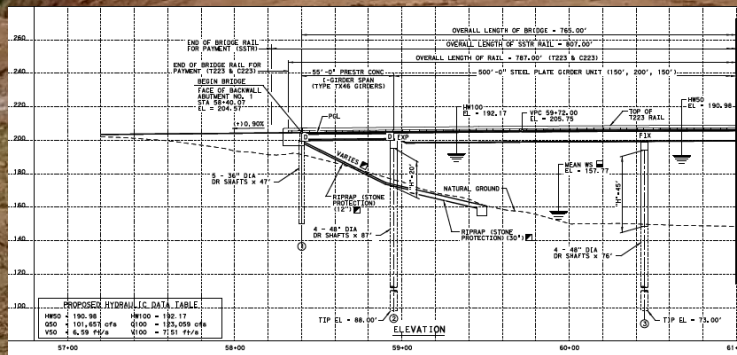 OVERALL LENGTH OF BRIDGE = 765.00'
END OF BRIDGE RAIL
FOR PAYMENT (SSTR)
OVERALL LENGTH OF SSTR RAIL = 807.00'
OVERALL LENGTH OF RAIL = 787.00' (T223 & C223)
END OF BRIDGE RAIL FOR
PAYMENT (T223 & C223)
55'-0" PRESTR CONC
I-GIRDER SPAN
(TYPE TX46 GIRDERS)
500'-0" STEEL PLATE GIRDER UNIT (150', 200', 150')
BEGIN BRIDGE
FACE OF BACKWALL
ABUTMENT NO. 1
STA 58+40.07
EL = 204.57
HW100
EL = 192.17
VPC 59+72.00
EL = 205.75
TOP OF
T223 RAIL
HW50
EL = 190.98
(+)0.90%
PGL
D
D EXP
FIX
VARIES
"H"=20'
"H"=45'
MEAN WS
EL = 157.77
NATURAL GROUND
5 - 36" DIA
DR SHAFTS x 47'
RIPRAP (STONE
PROTECTION)
(12")
4 - 48" DIA
DR SHAFTS x 87'
RIPRAP (STONE
PROTECTION) (30")
4 - 48" DIA
DR SHAFTS x 76'
260
240
220
200
180
160
140
120
100
1
2
3
PROPOSED HYDRAULIC DATA TABLE
HW50 = 190.98 HW100 = 192.17
Q50 = 101,657 cfs Q100 = 123,059 cfs
V50 = 6.59 ft/s V100 = 7.51 ft/s
TIP EL = 88.00'
TIP EL = 73.00'
ELEVATION
57+00 58+00 59+00 60+00